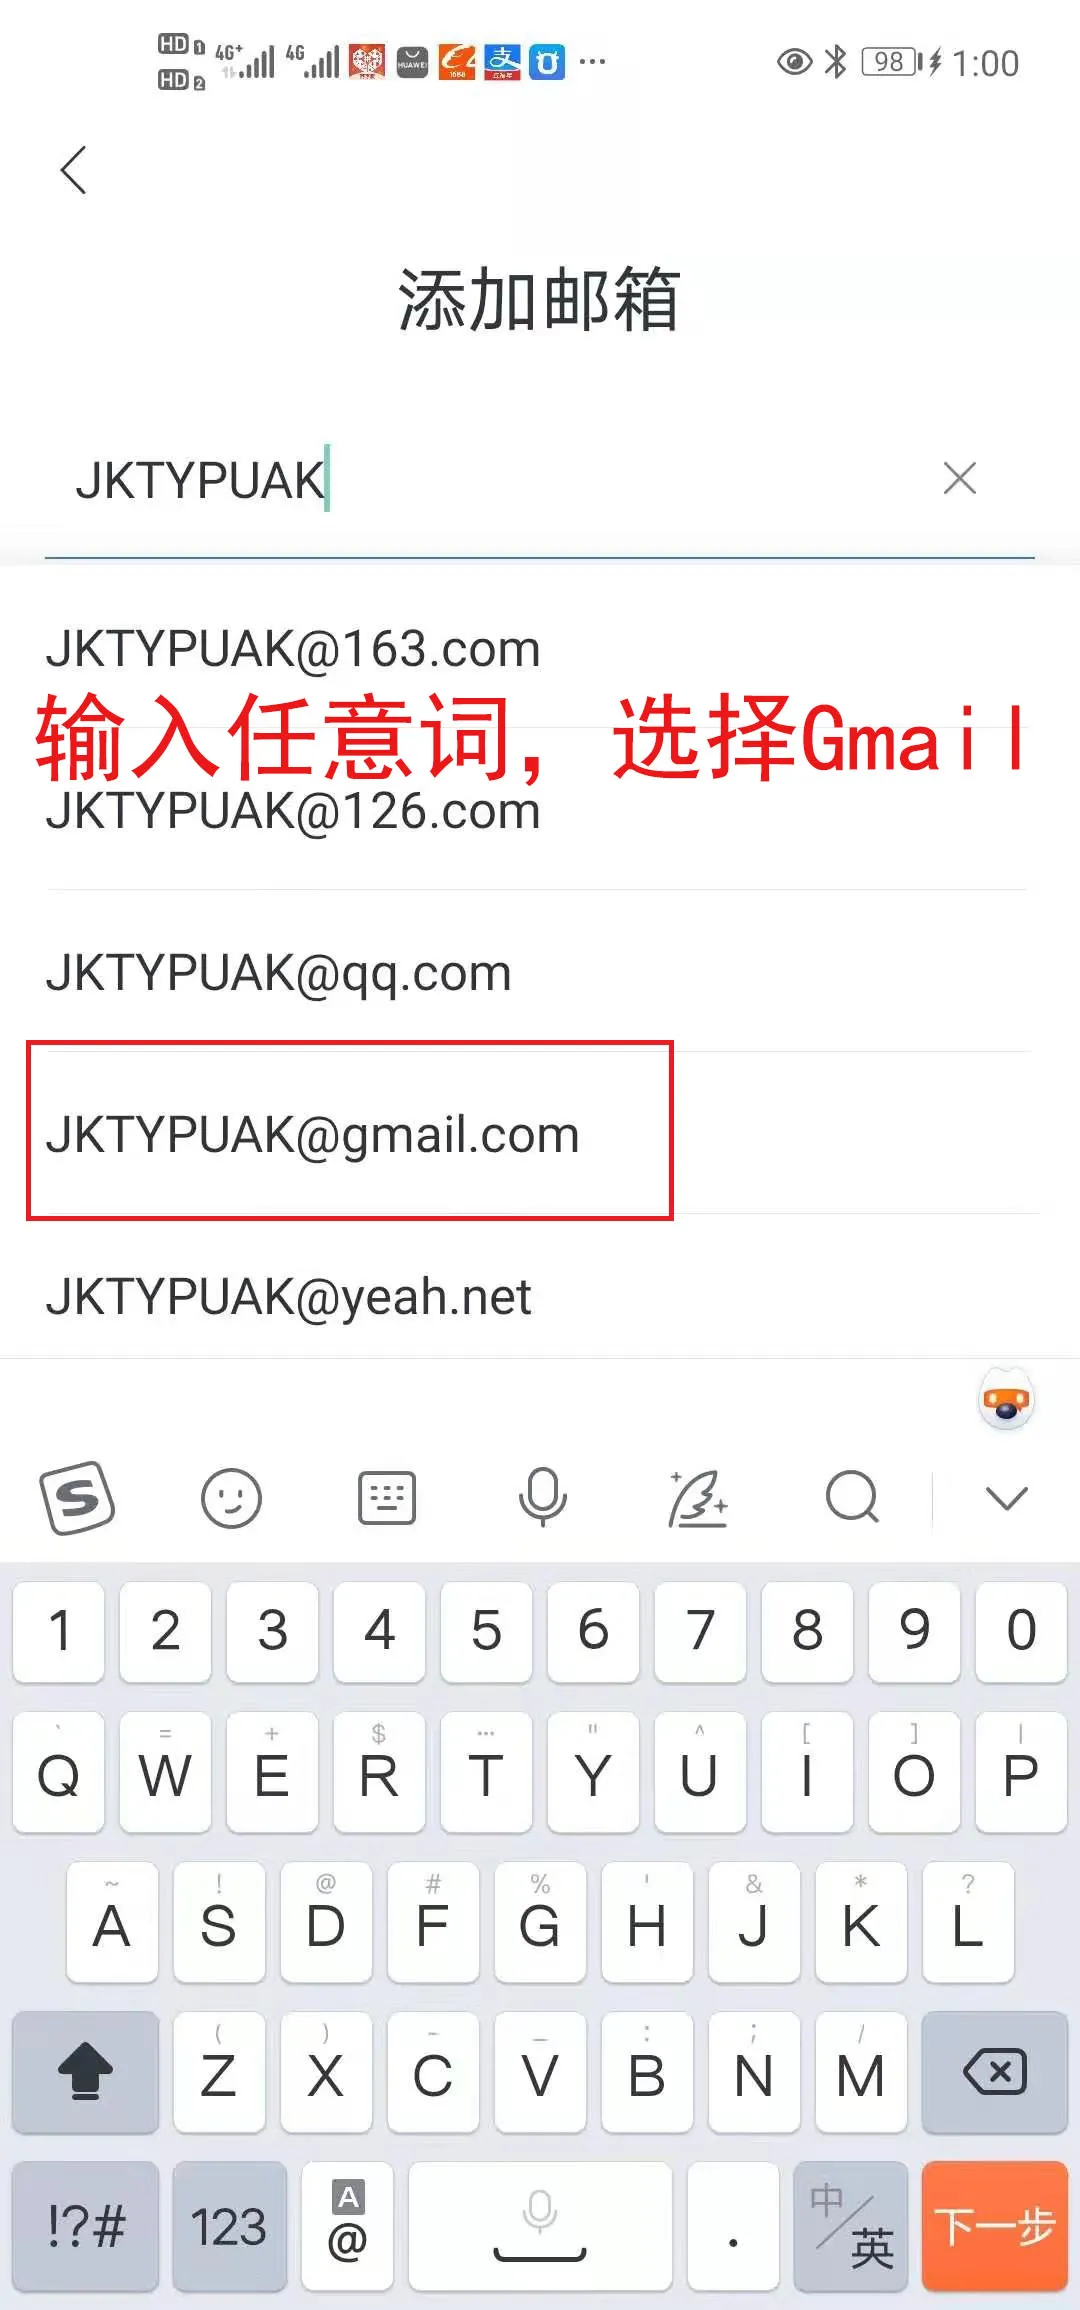 HD 1 4G+ 4G HUAWEI 1688 支 98 1:00
HD 2
添加邮箱
JKTYPUAK
JKTYPUAK@163.com
输入任意词，选择Gmail
JKTYPUAK@126.com
JKTYPUAK@qq.com
JKTYPUAK@gmail.com
JKTYPUAK@yeah.net
S
1 2 3 4 5 6 7 8 9 0
` = + $ ... " ^ [ ] |
Q W E R T Y U I O P
~ ! @ # % ' & * ?
A S D F G H J K L
( ) - _ : ; /
Z X C V B N M
!?# 123 A @ . 中/英 下一步